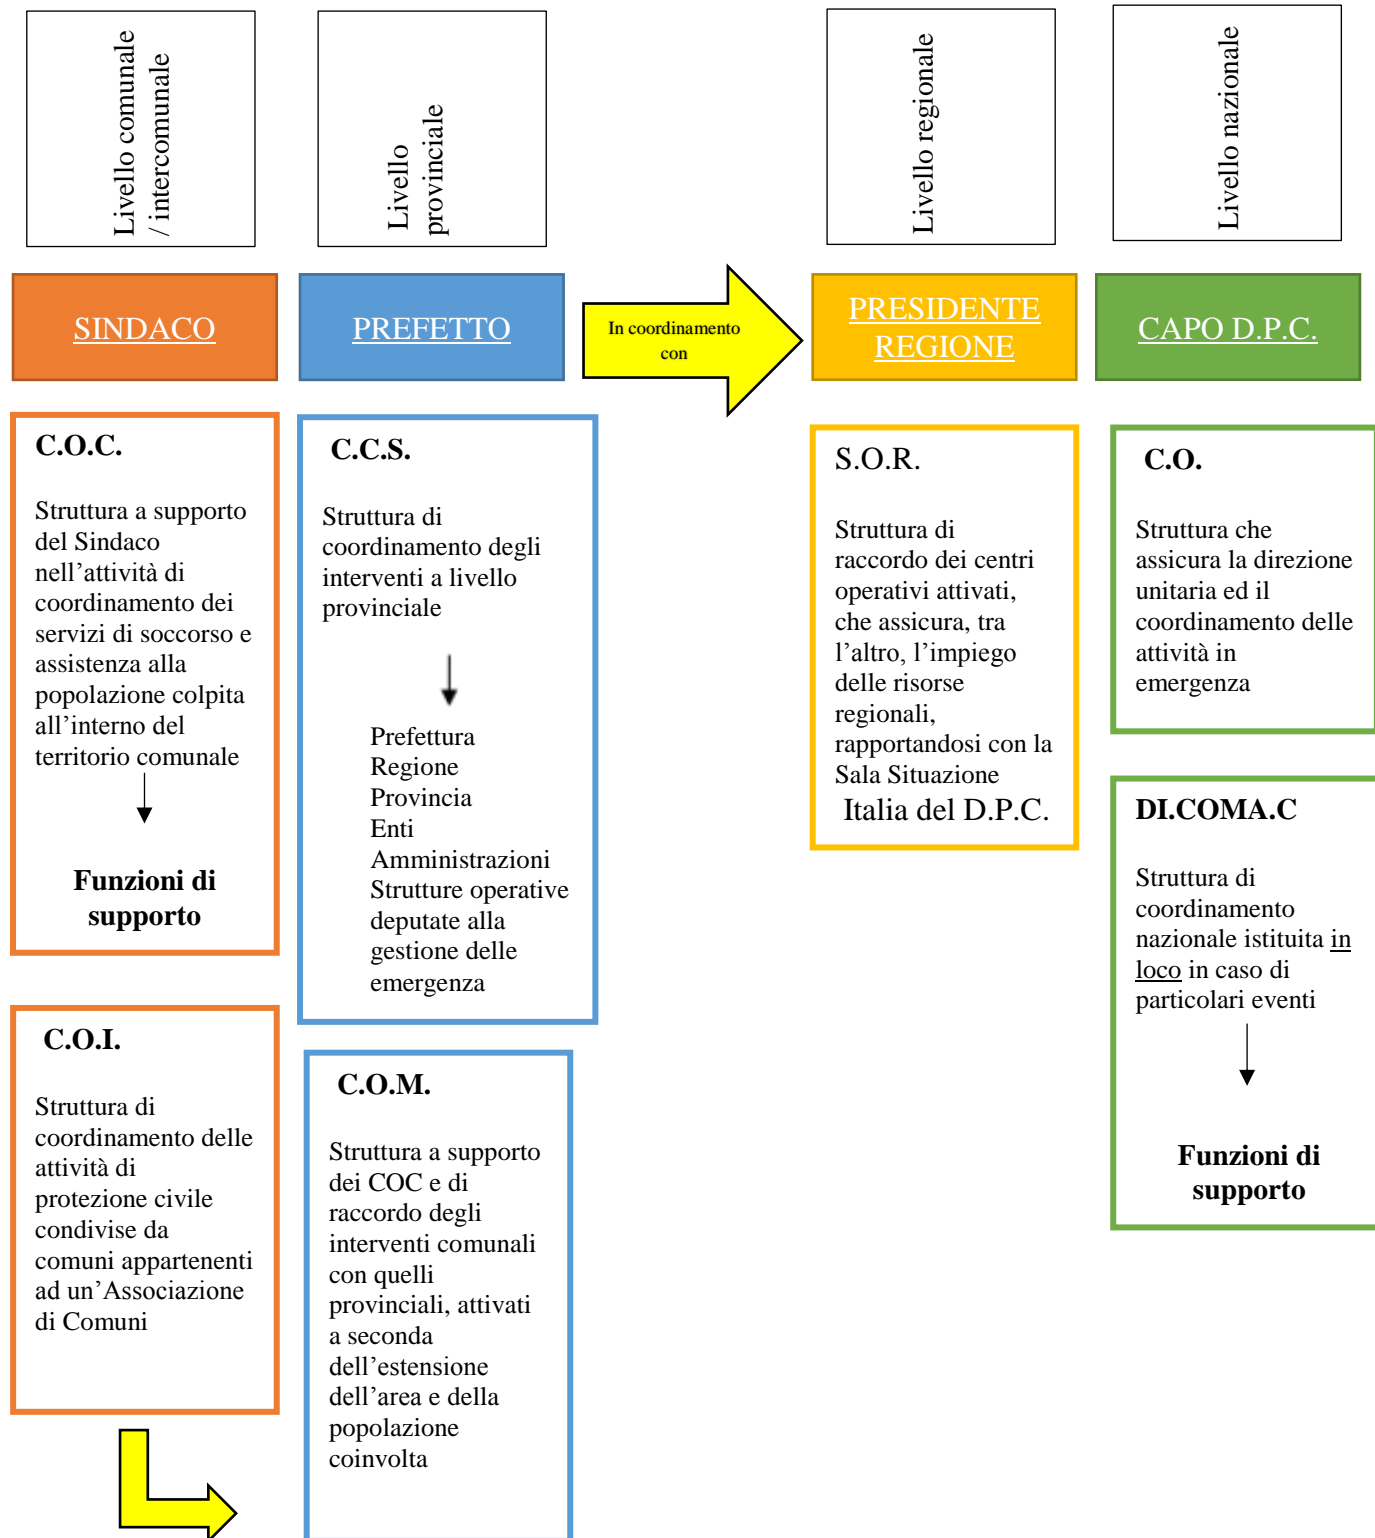 Livello comunale
/ intercomunale
Livello
provinciale
Livello regionale
Livello nazionale
SINDACO
PREFETTO
In coordinamento
con
PRESIDENTE
REGIONE
CAPO D.P.C.
C.O.C.
Struttura a supporto
del Sindaco
nell’attività di
coordinamento dei
servizi di soccorso e
assistenza alla
popolazione colpita
all’interno del
territorio comunale
Funzioni di
supporto
C.O.I.
Struttura di
coordinamento delle
attività di
protezione civile
condivise da
comuni appartenenti
ad un’Associazione
di Comuni
C.C.S.
Struttura di
coordinamento degli
interventi a livello
provinciale
Prefettura
Regione
Provincia
Enti
Amministrazioni
Strutture operative
deputate alla
gestione delle
emergenza
C.O.M.
Struttura a supporto
dei COC e di
raccordo degli
interventi comunali
con quelli
provinciali, attivati
a seconda
dell’estensione
dell’area e della
popolazione
coinvolta
S.O.R.
Struttura di
raccordo dei centri
operativi attivati,
che assicura, tra
l’altro, l’impiego
delle risorse
regionali,
rapportandosi con la
Sala Situazione
Italia del D.P.C.
C.O.
Struttura che
assicura la direzione
unitaria ed il
coordinamento delle
attività in
emergenza
DI.COMA.C
Struttura di
coordinamento
nazionale istituita in
loco in caso di
particolari eventi
Funzioni di
supporto